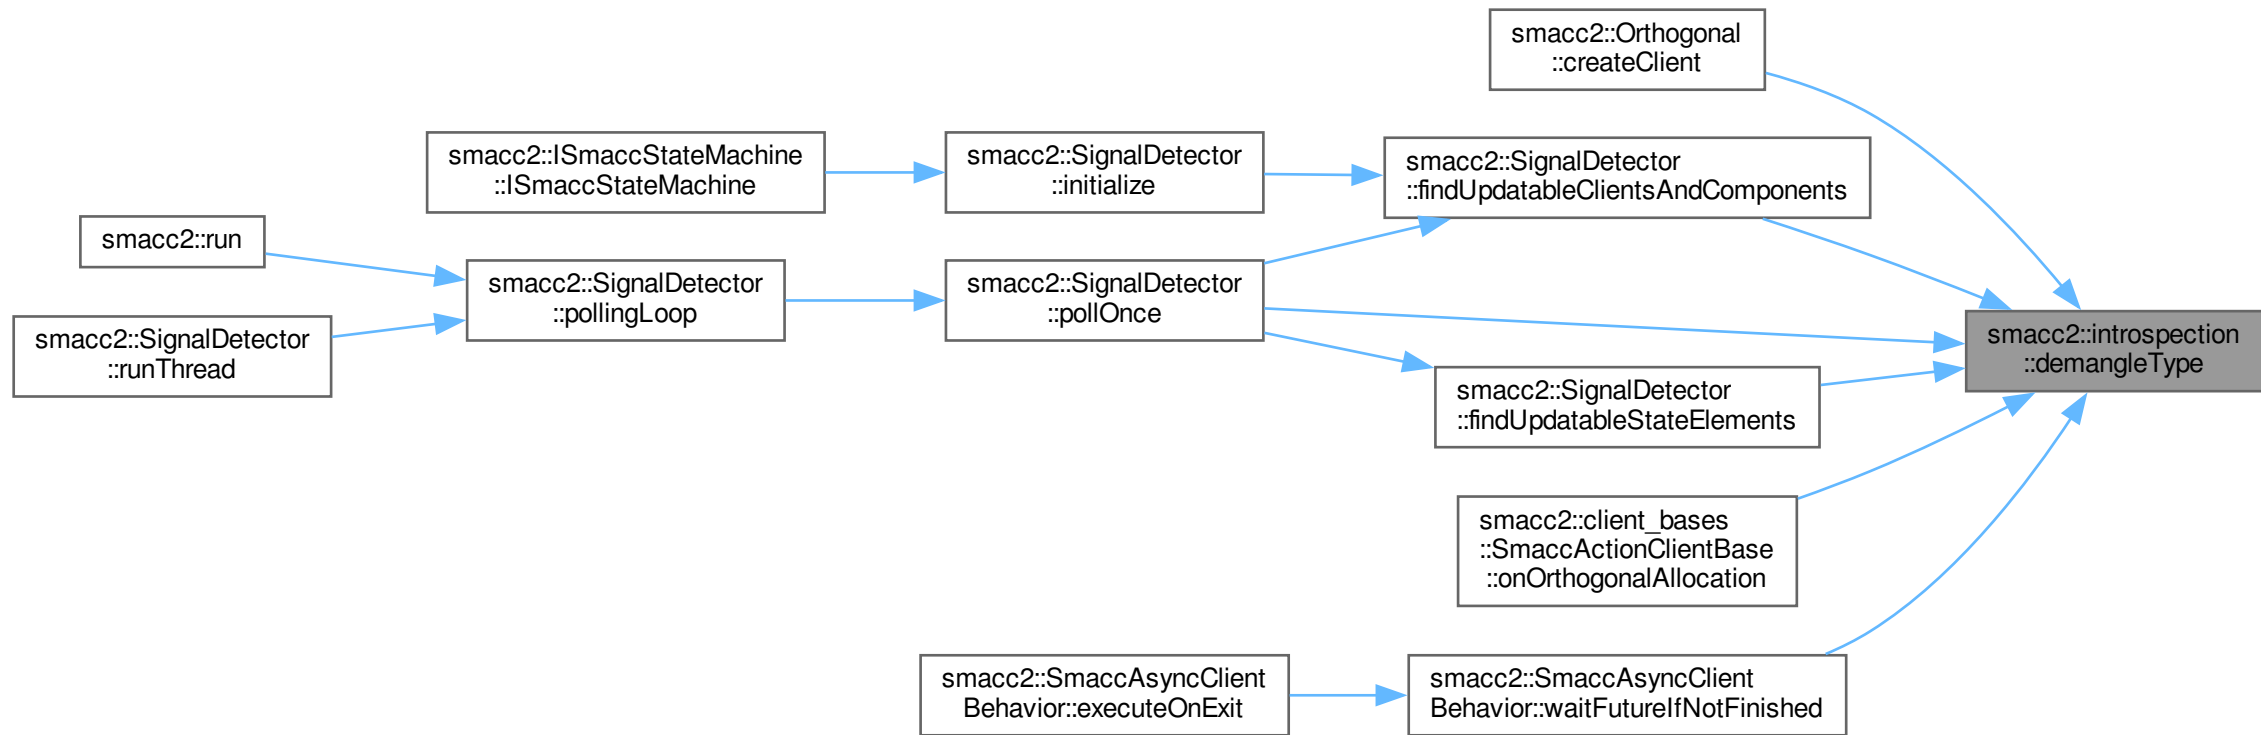 smacc2::Orthogonal
::createClient
smacc2::ISmaccStateMachine
::ISmaccStateMachine
smacc2::SignalDetector
::initialize
smacc2::SignalDetector
::findUpdatableClientsAndComponents
smacc2::run
smacc2::SignalDetector
::pollingLoop
smacc2::SignalDetector
::pollOnce
smacc2::SignalDetector
::runThread
smacc2::introspection
::demangleType
smacc2::SignalDetector
::findUpdatableStateElements
smacc2::client_bases
::SmaccActionClientBase
::onOrthogonalAllocation
smacc2::SmaccAsyncClient
Behavior::executeOnExit
smacc2::SmaccAsyncClient
Behavior::waitFutureIfNotFinished